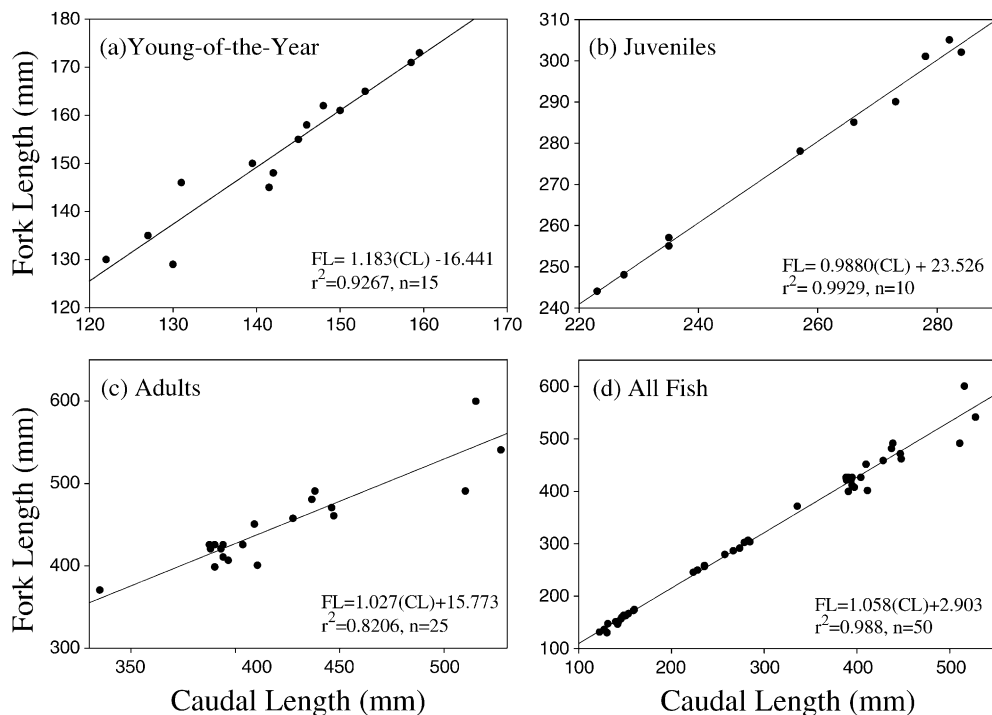 (a)Young-of-the-Year
180
170
160
150
140
130
120
120 130 140 150 160 170
FL= 1.183(CL) -16.441
r2=0.9267, n=15
Fork Length (mm)
(b) Juveniles
310
300
290
280
270
260
250
240
220 240 260 280
FL= 0.9880(CL) + 23.526
r2= 0.9929, n=10
(c) Adults
600
500
400
300
350 400 450 500
FL=1.027(CL)+15.773
r2=0.8206, n=25
Fork Length (mm)
Caudal Length (mm)
(d) All Fish
600
500
400
300
200
100
100 200 300 400 500
FL=1.058(CL)+2.903
r2=0.988, n=50
Caudal Length (mm)